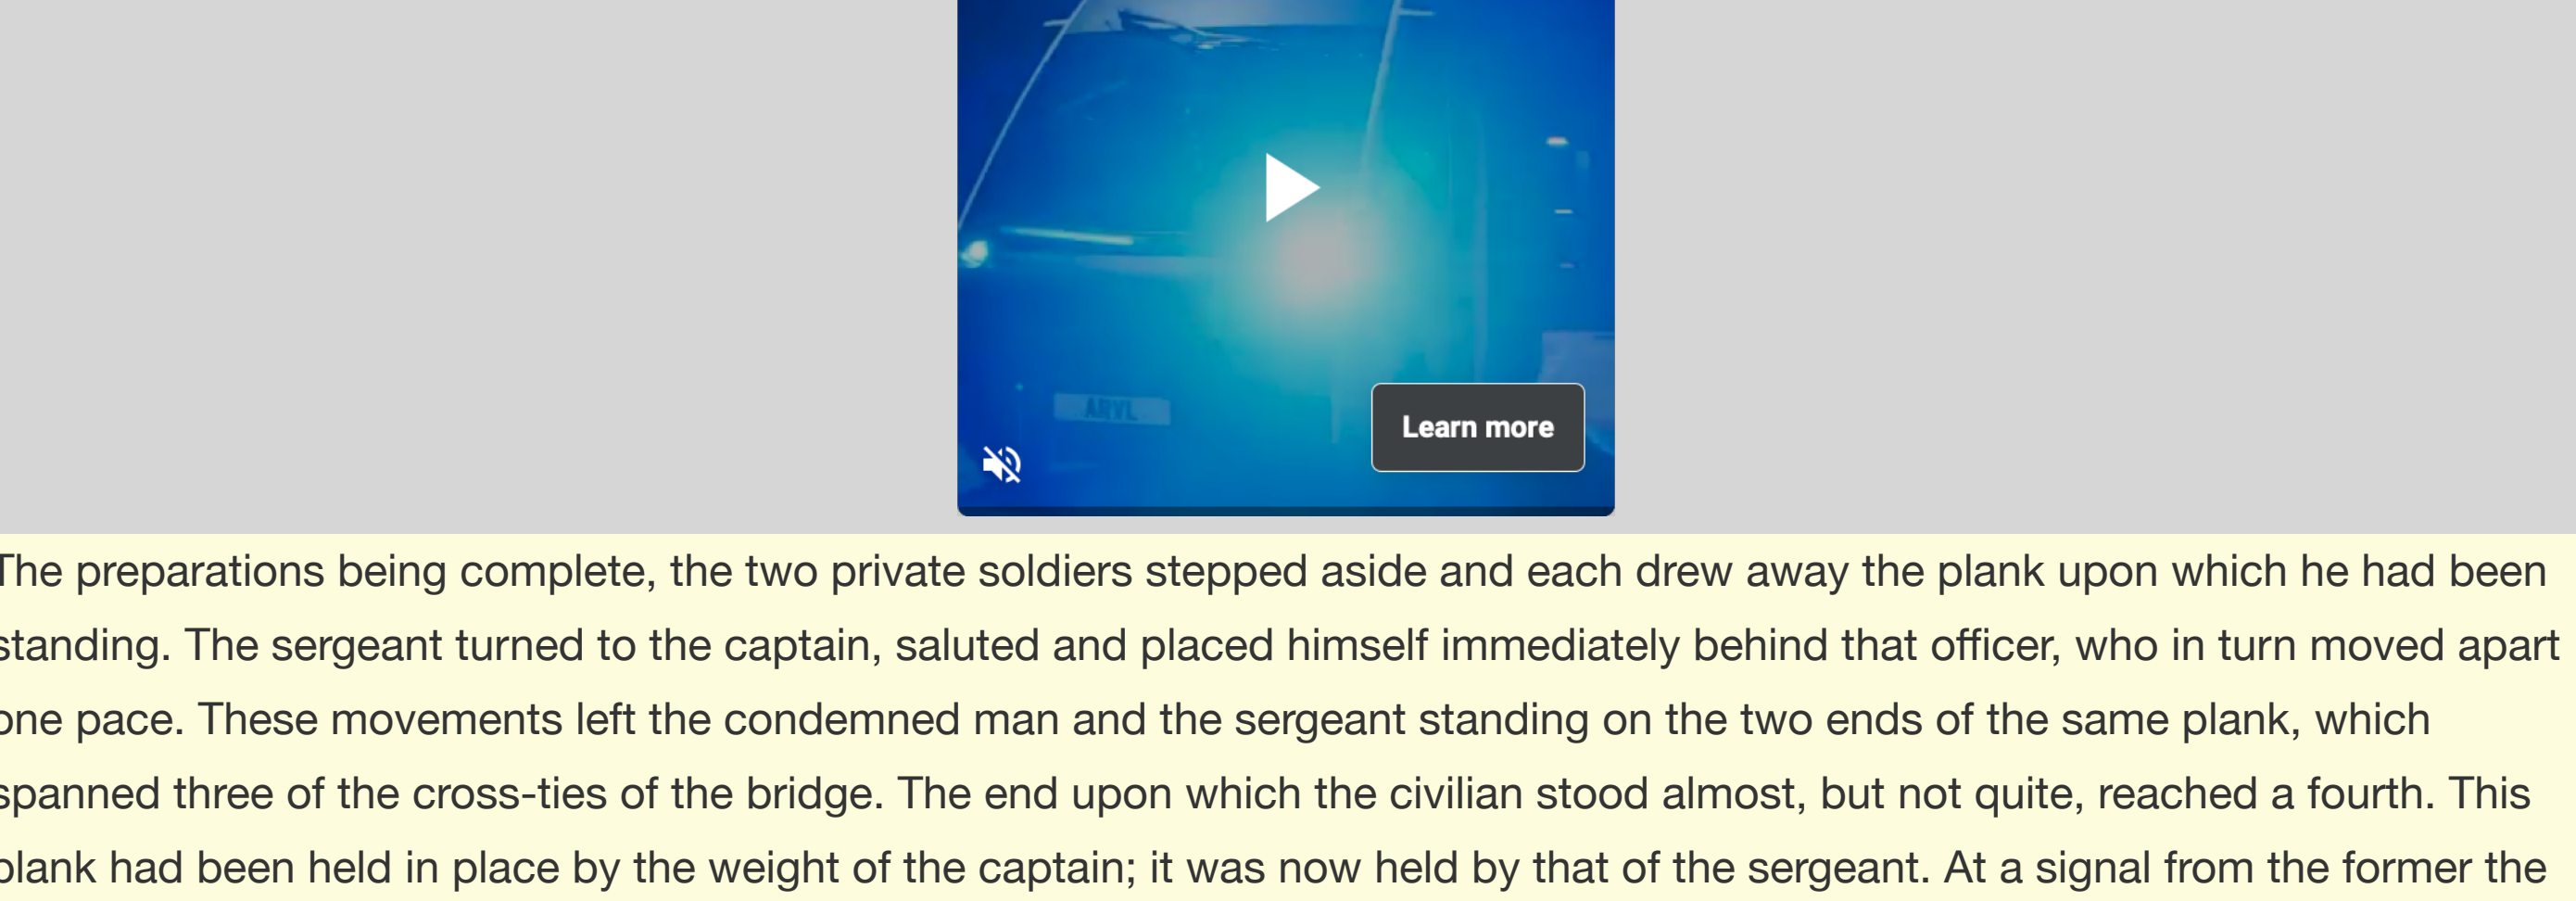 Learn more
The preparations being complete, the two private soldiers stepped aside and each drew away the plank upon which he had been
standing. The sergeant turned to the captain, saluted and placed himself immediately behind that officer, who in turn moved apart
one pace. These movements left the condemned man and the sergeant standing on the two ends of the same plank, which
spanned three of the cross-ties of the bridge. The end upon which the civilian stood almost, but not quite, reached a fourth. This
plank had been held in place by the weight of the captain; it was now held by that of the sergeant. At a signal from the former the